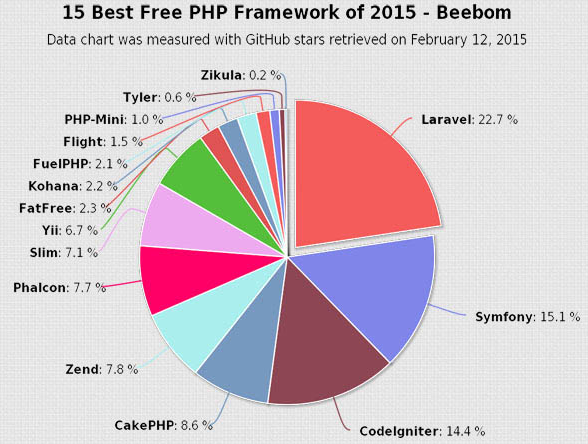 15 Best Free PHP Framework of 2015 - Beebom
Data chart was measured with GitHub stars retrieved on February 12, 2015
Zikula: 0.2 %
Tyler: 0.6 %
PHP-Mini: 1.0 %
Laravel: 22.7 %
Flight: 1.5 %
FuelPHP: 2.1 %
Kohana: 2.2 %
FatFree: 2.3 %
Yii: 6.7 %
Slim: 7.1 %
Phalcon: 7.7 %
Symfony: 15.1 %
Zend: 7.8 %
CakePHP: 8.6 %
CodeIgniter: 14.4 %